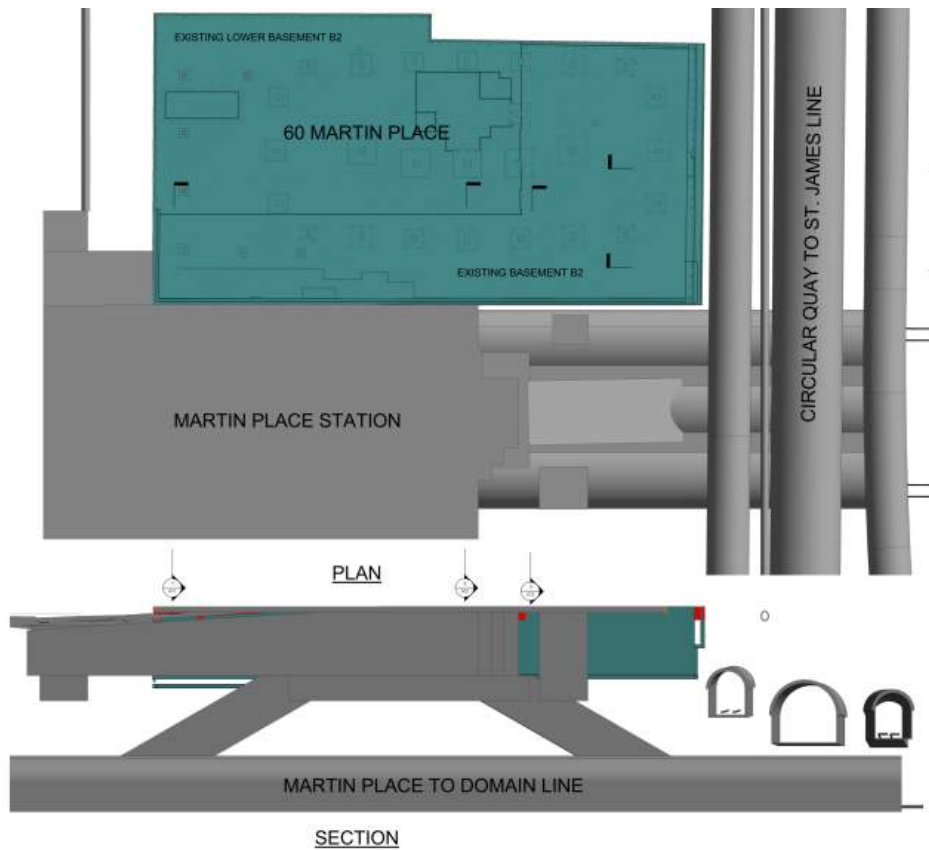 EXISTING LOWER BASEMENT B2
60 MARTIN PLACE
EXISTING BASEMENT B2
CIRCULAR QUAY TO ST. JAMES LINE
MARTIN PLACE STATION
PLAN
MARTIN PLACE TO DOMAIN LINE
SECTION